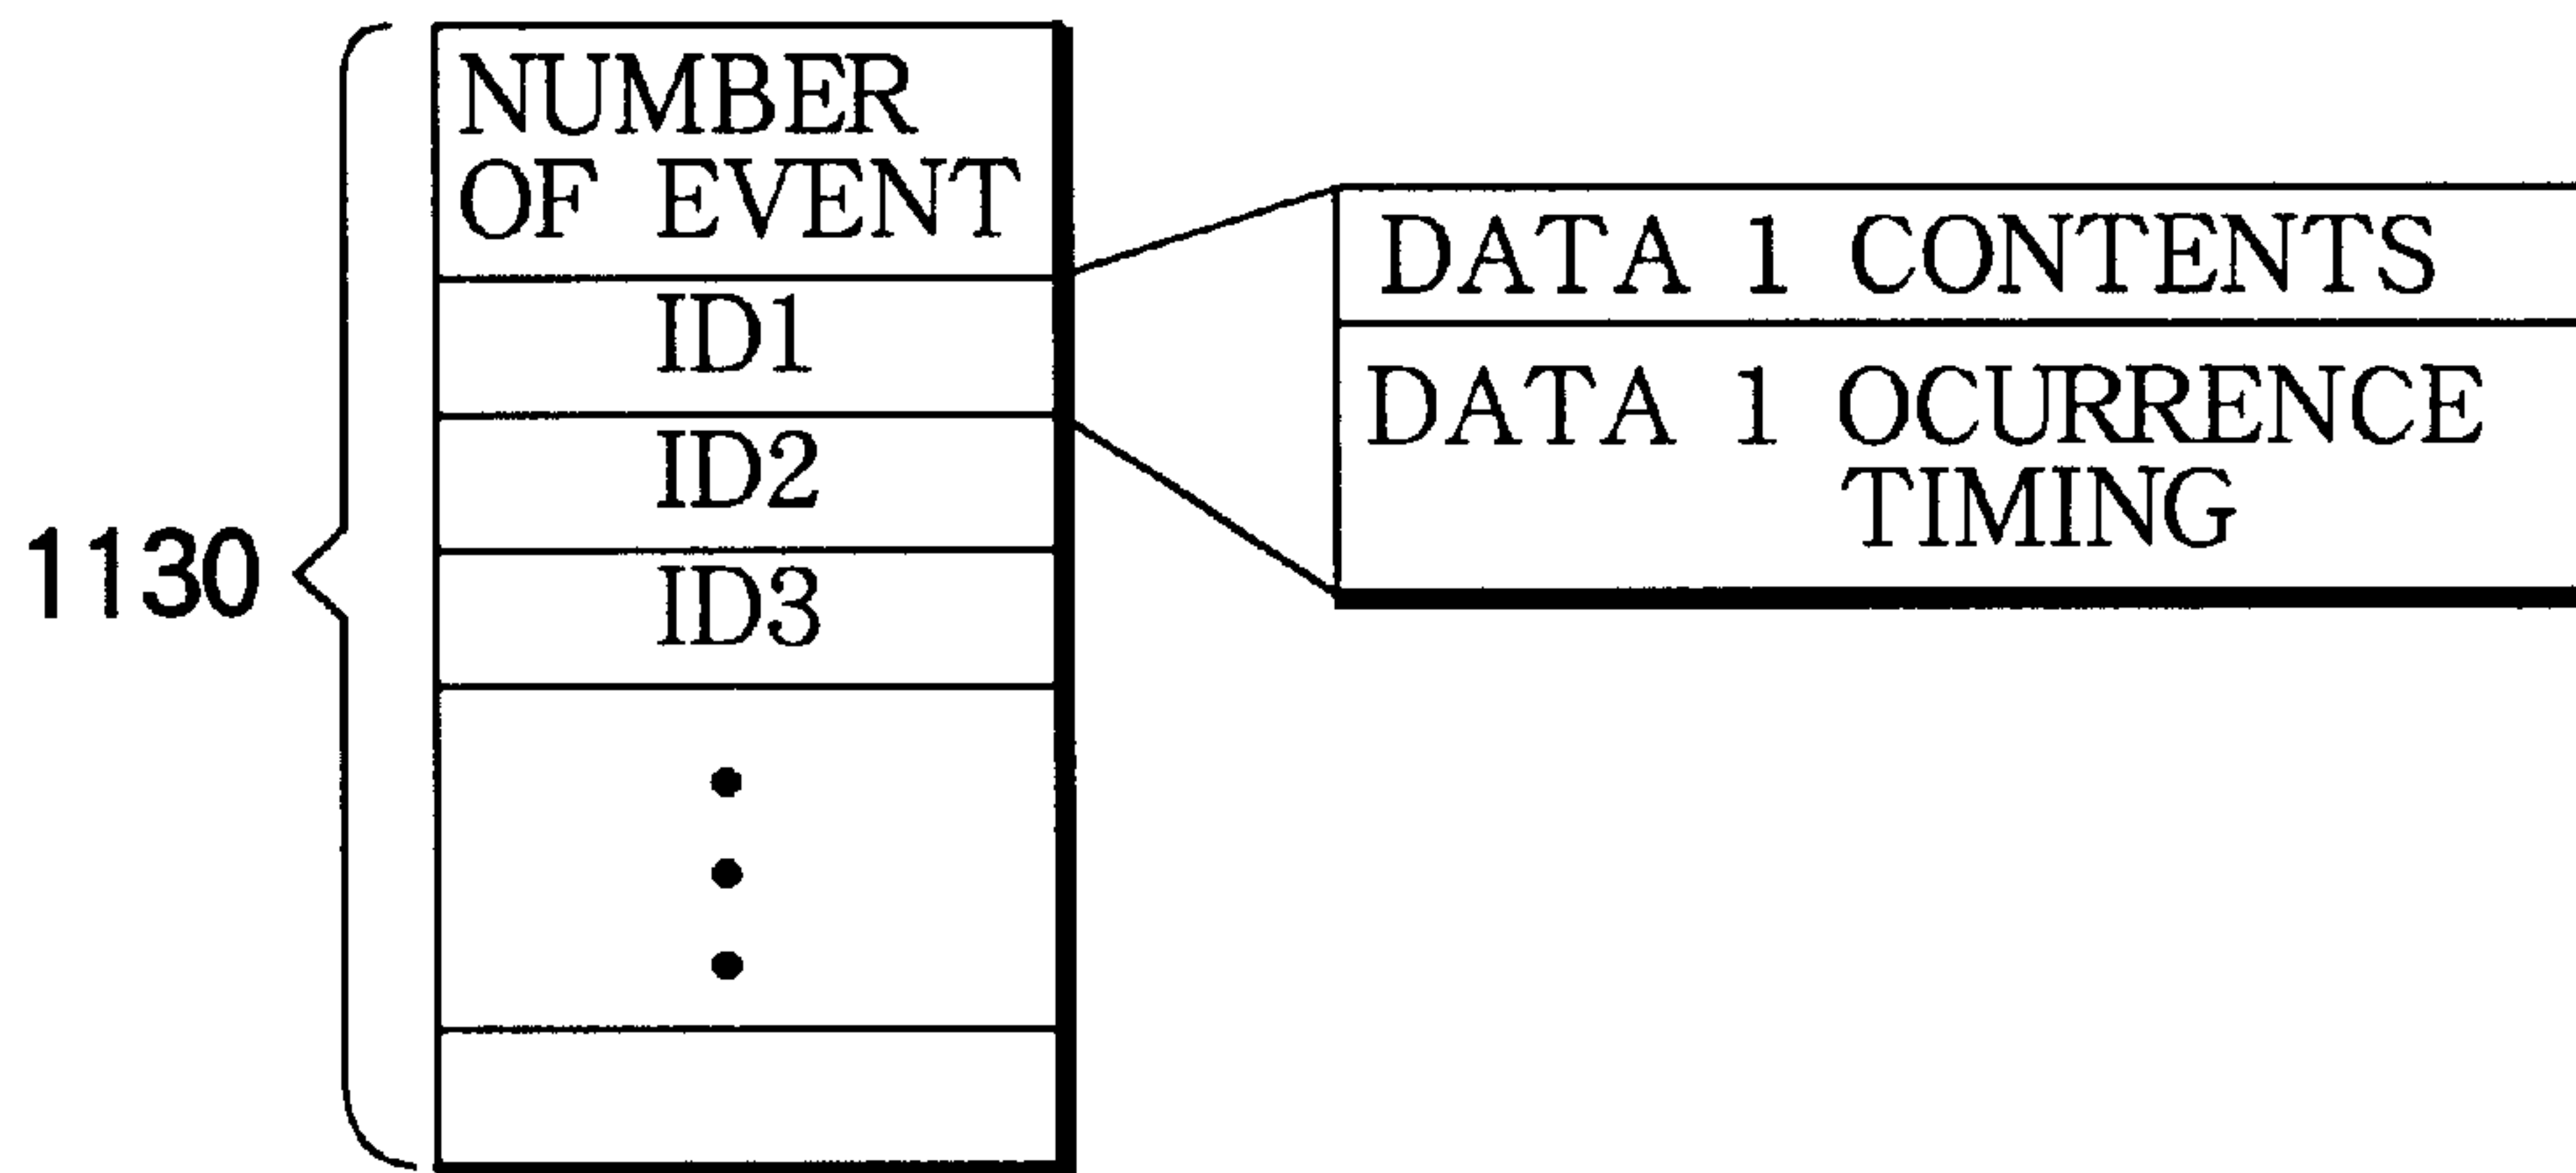 NUMBER
OF EVENT
ID1
ID2
ID3
1130
DATA 1 CONTENTS
DATA 1 OCURRENCE
TIMING